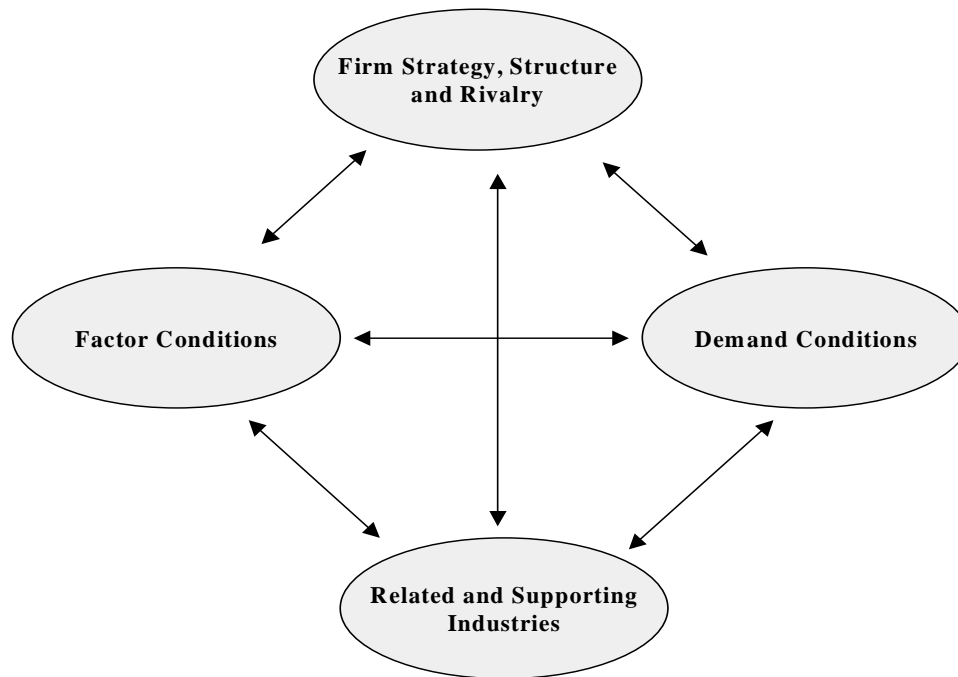 Firm Strategy, Structure
and Rivalry
Factor Conditions
Demand Conditions
Related and Supporting
Industries